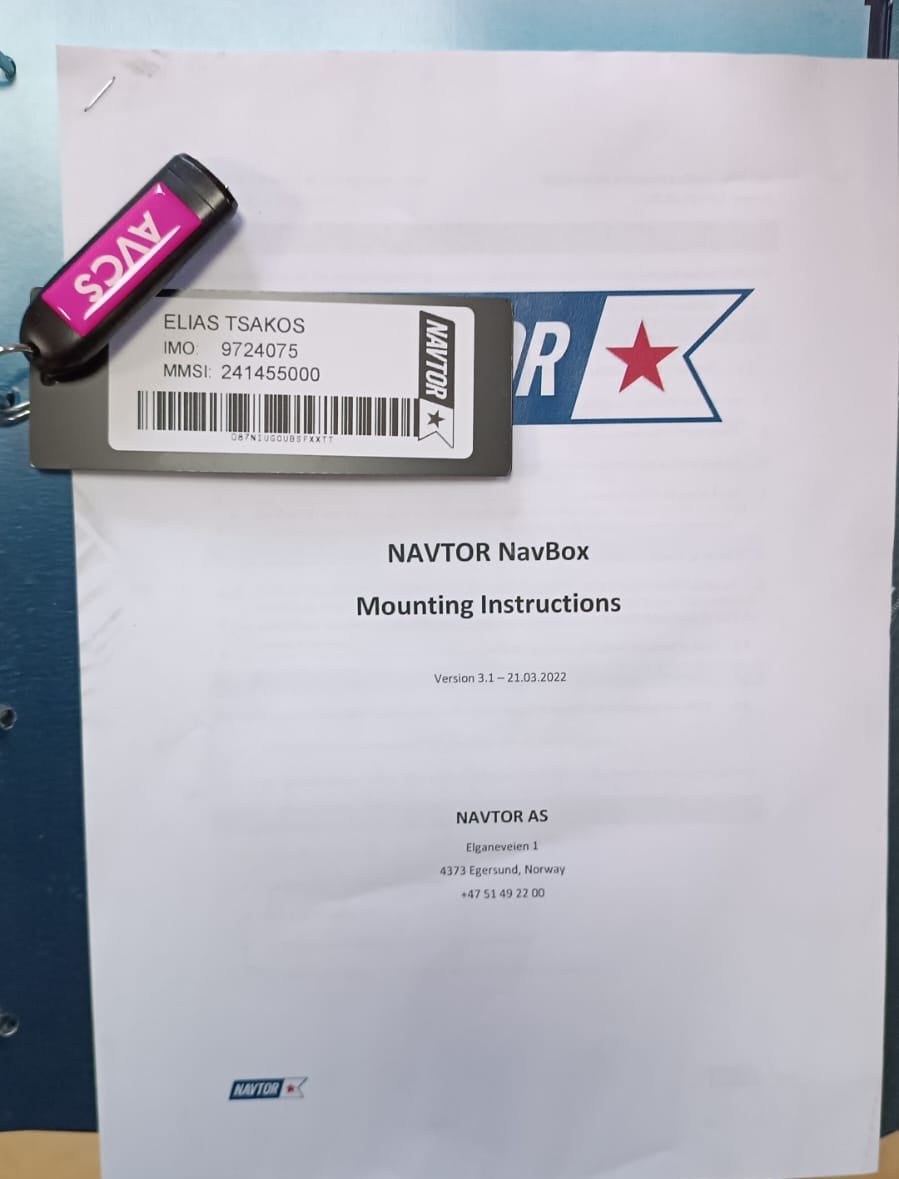 AVCS
ELIAS TSAKOS
IMO: 9724075
MMSI: 241455000
NAVTOR
NAVTOR NavBox
Mounting Instructions
Version 3.1 – 21.03.2022
NAVTOR AS
Elganeveien 1
4373 Egersund, Norway
+47 51 49 22 00
NAVTOR